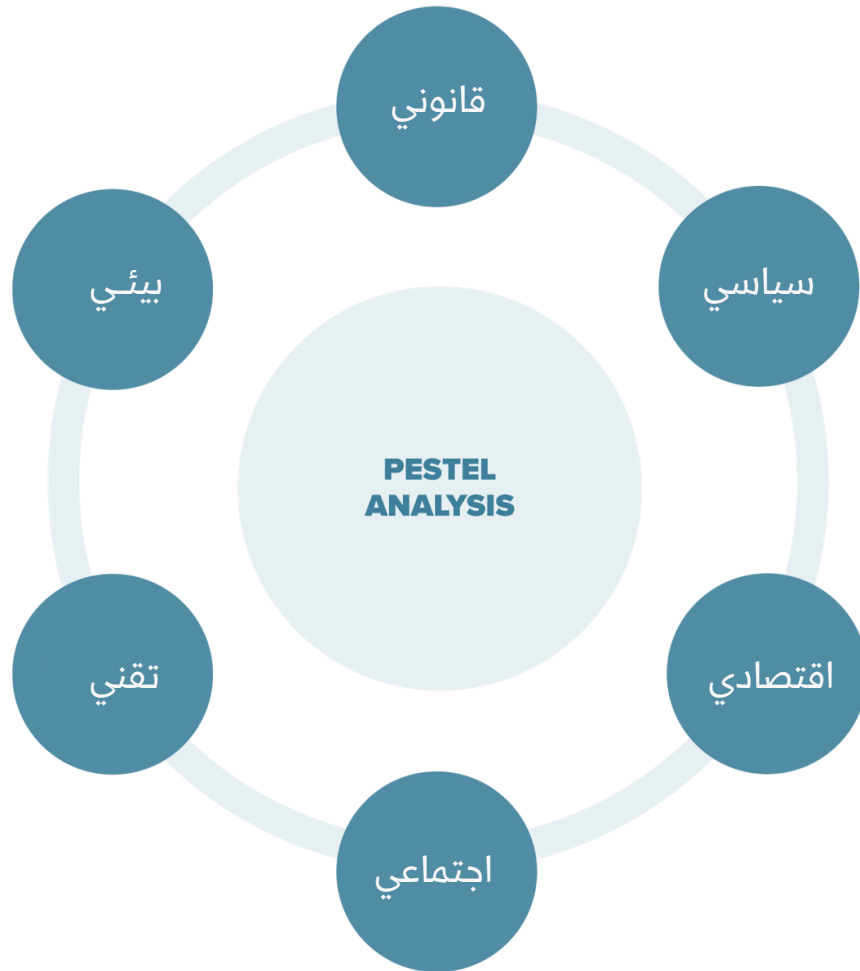 قانوني
سياسي
بيئـي
PESTEL
ANALYSIS
اقتصادي
تقني
اجتماعي